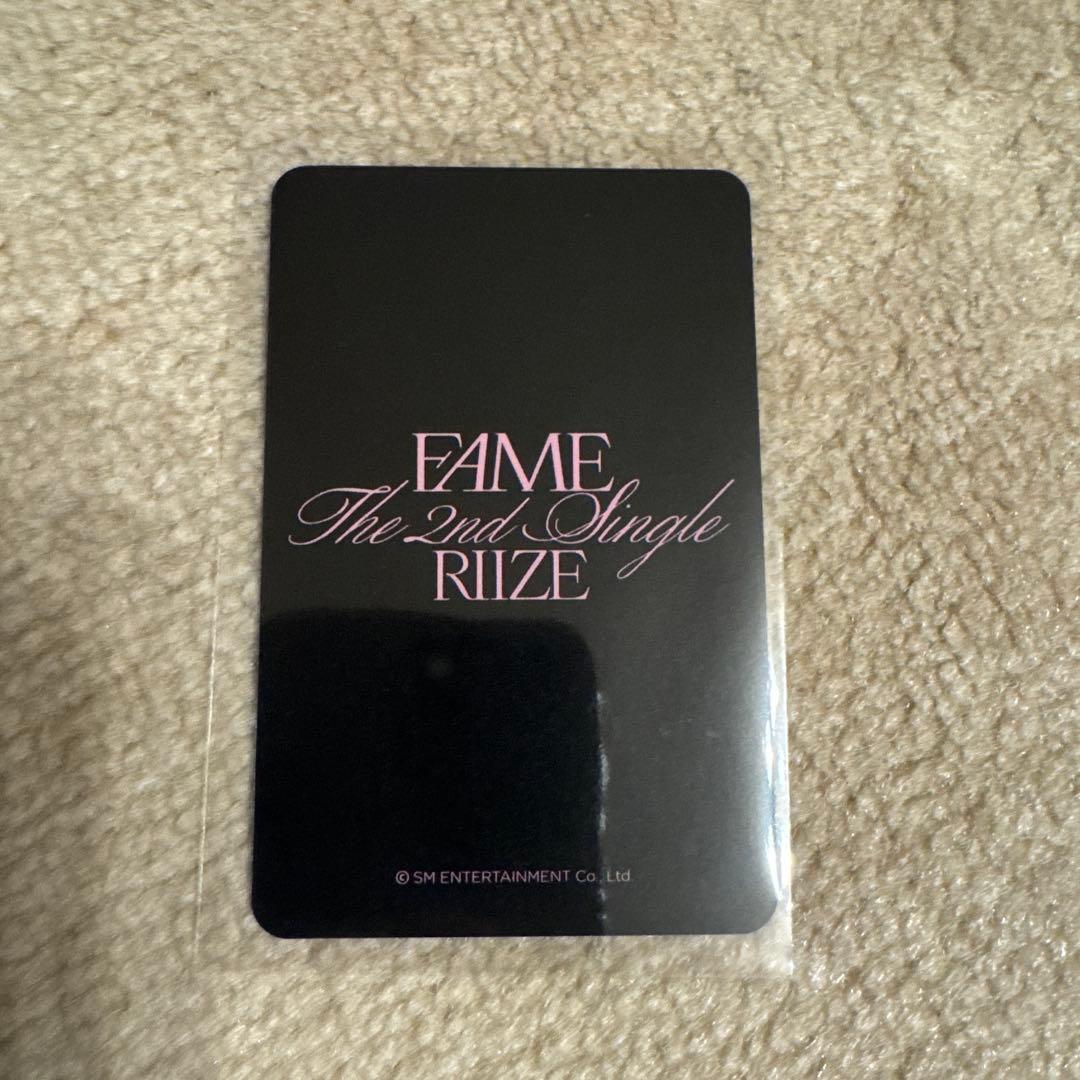 FAME
The 2nd Single
RIIZE
© SM ENTERTAINMENT Co., Ltd.